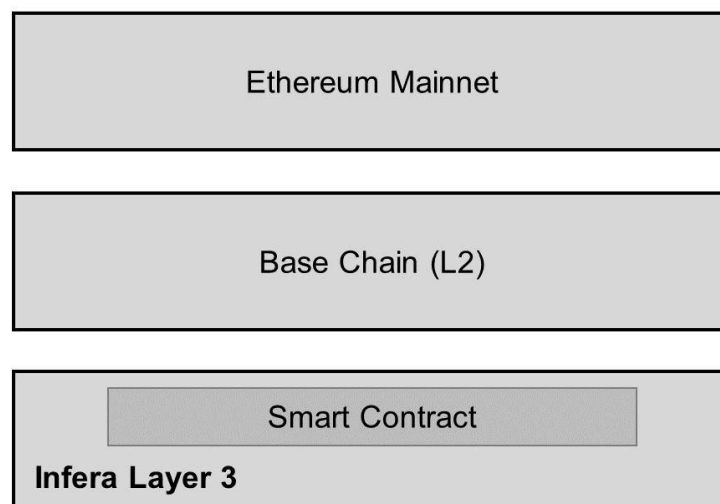 Ethereum Mainnet
Base Chain (L2)
Smart Contract
Infera Layer 3